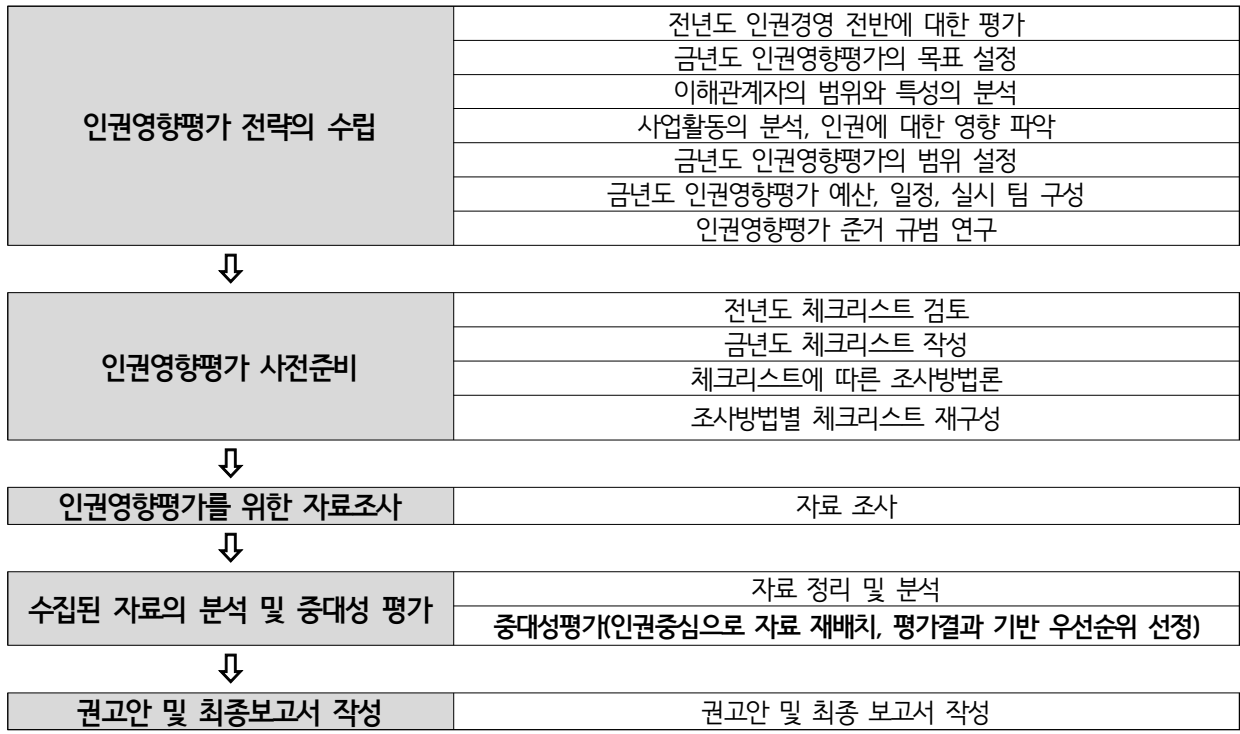 인권영향평가 전략의 수립
전년도 인권경영 전반에 대한 평가
금년도 인권영향평가의 목표 설정
이해관계자의 범위와 특성의 분석
사업활동의 분석, 인권에 대한 영향 파악
금년도 인권영향평가의 범위 설정
금년도 인권영향평가 예산, 일정, 실시 팀 구성
인권영향평가 준거 규범 연구
⇩
인권영향평가 사전준비
전년도 체크리스트 검토
금년도 체크리스트 작성
체크리스트에 따른 조사방법론
조사방법별 체크리스트 재구성
⇩
인권영향평가를 위한 자료조사
자료 조사
⇩
수집된 자료의 분석 및 중대성 평가
자료 정리 및 분석
중대성평가(인권중심으로 자료 재배치, 평가결과 기반 우선순위 선정)
⇩
권고안 및 최종보고서 작성
권고안 및 최종 보고서 작성